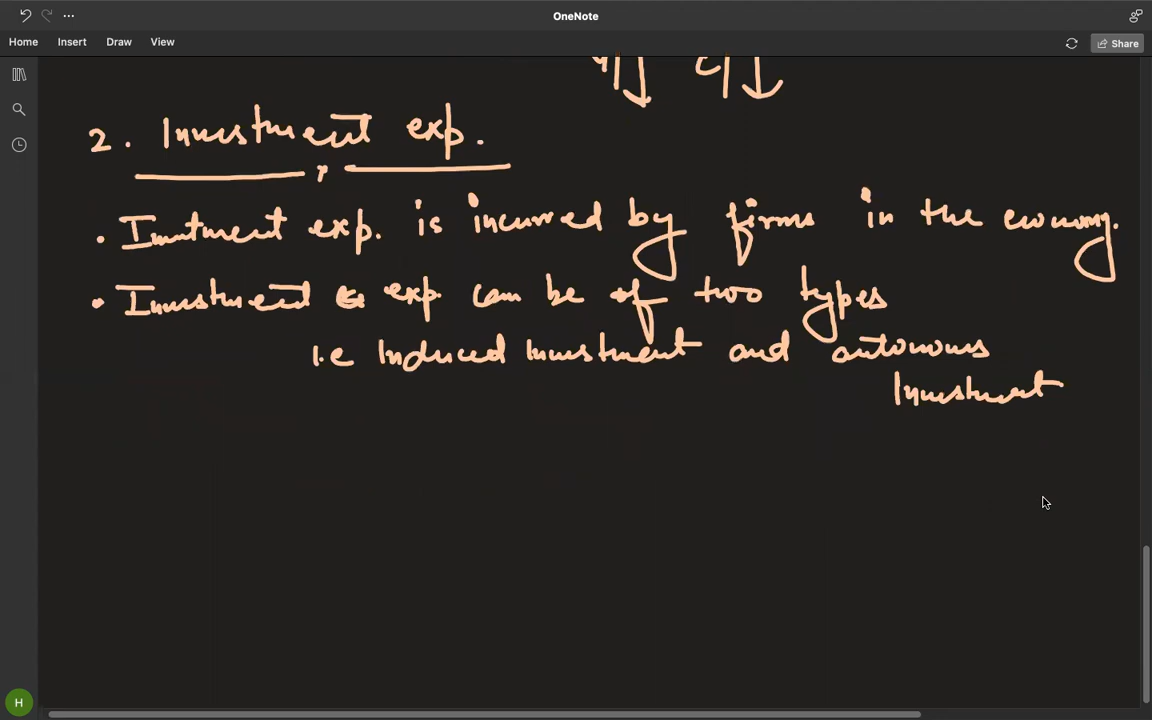 OneNote
Home Insert Draw View
Share
2. Investment exp.
• Investment exp. is incurred by firms in the economy.
• Investment exp. can be of two types
i.e Induced investment and autonomous
Investment
H